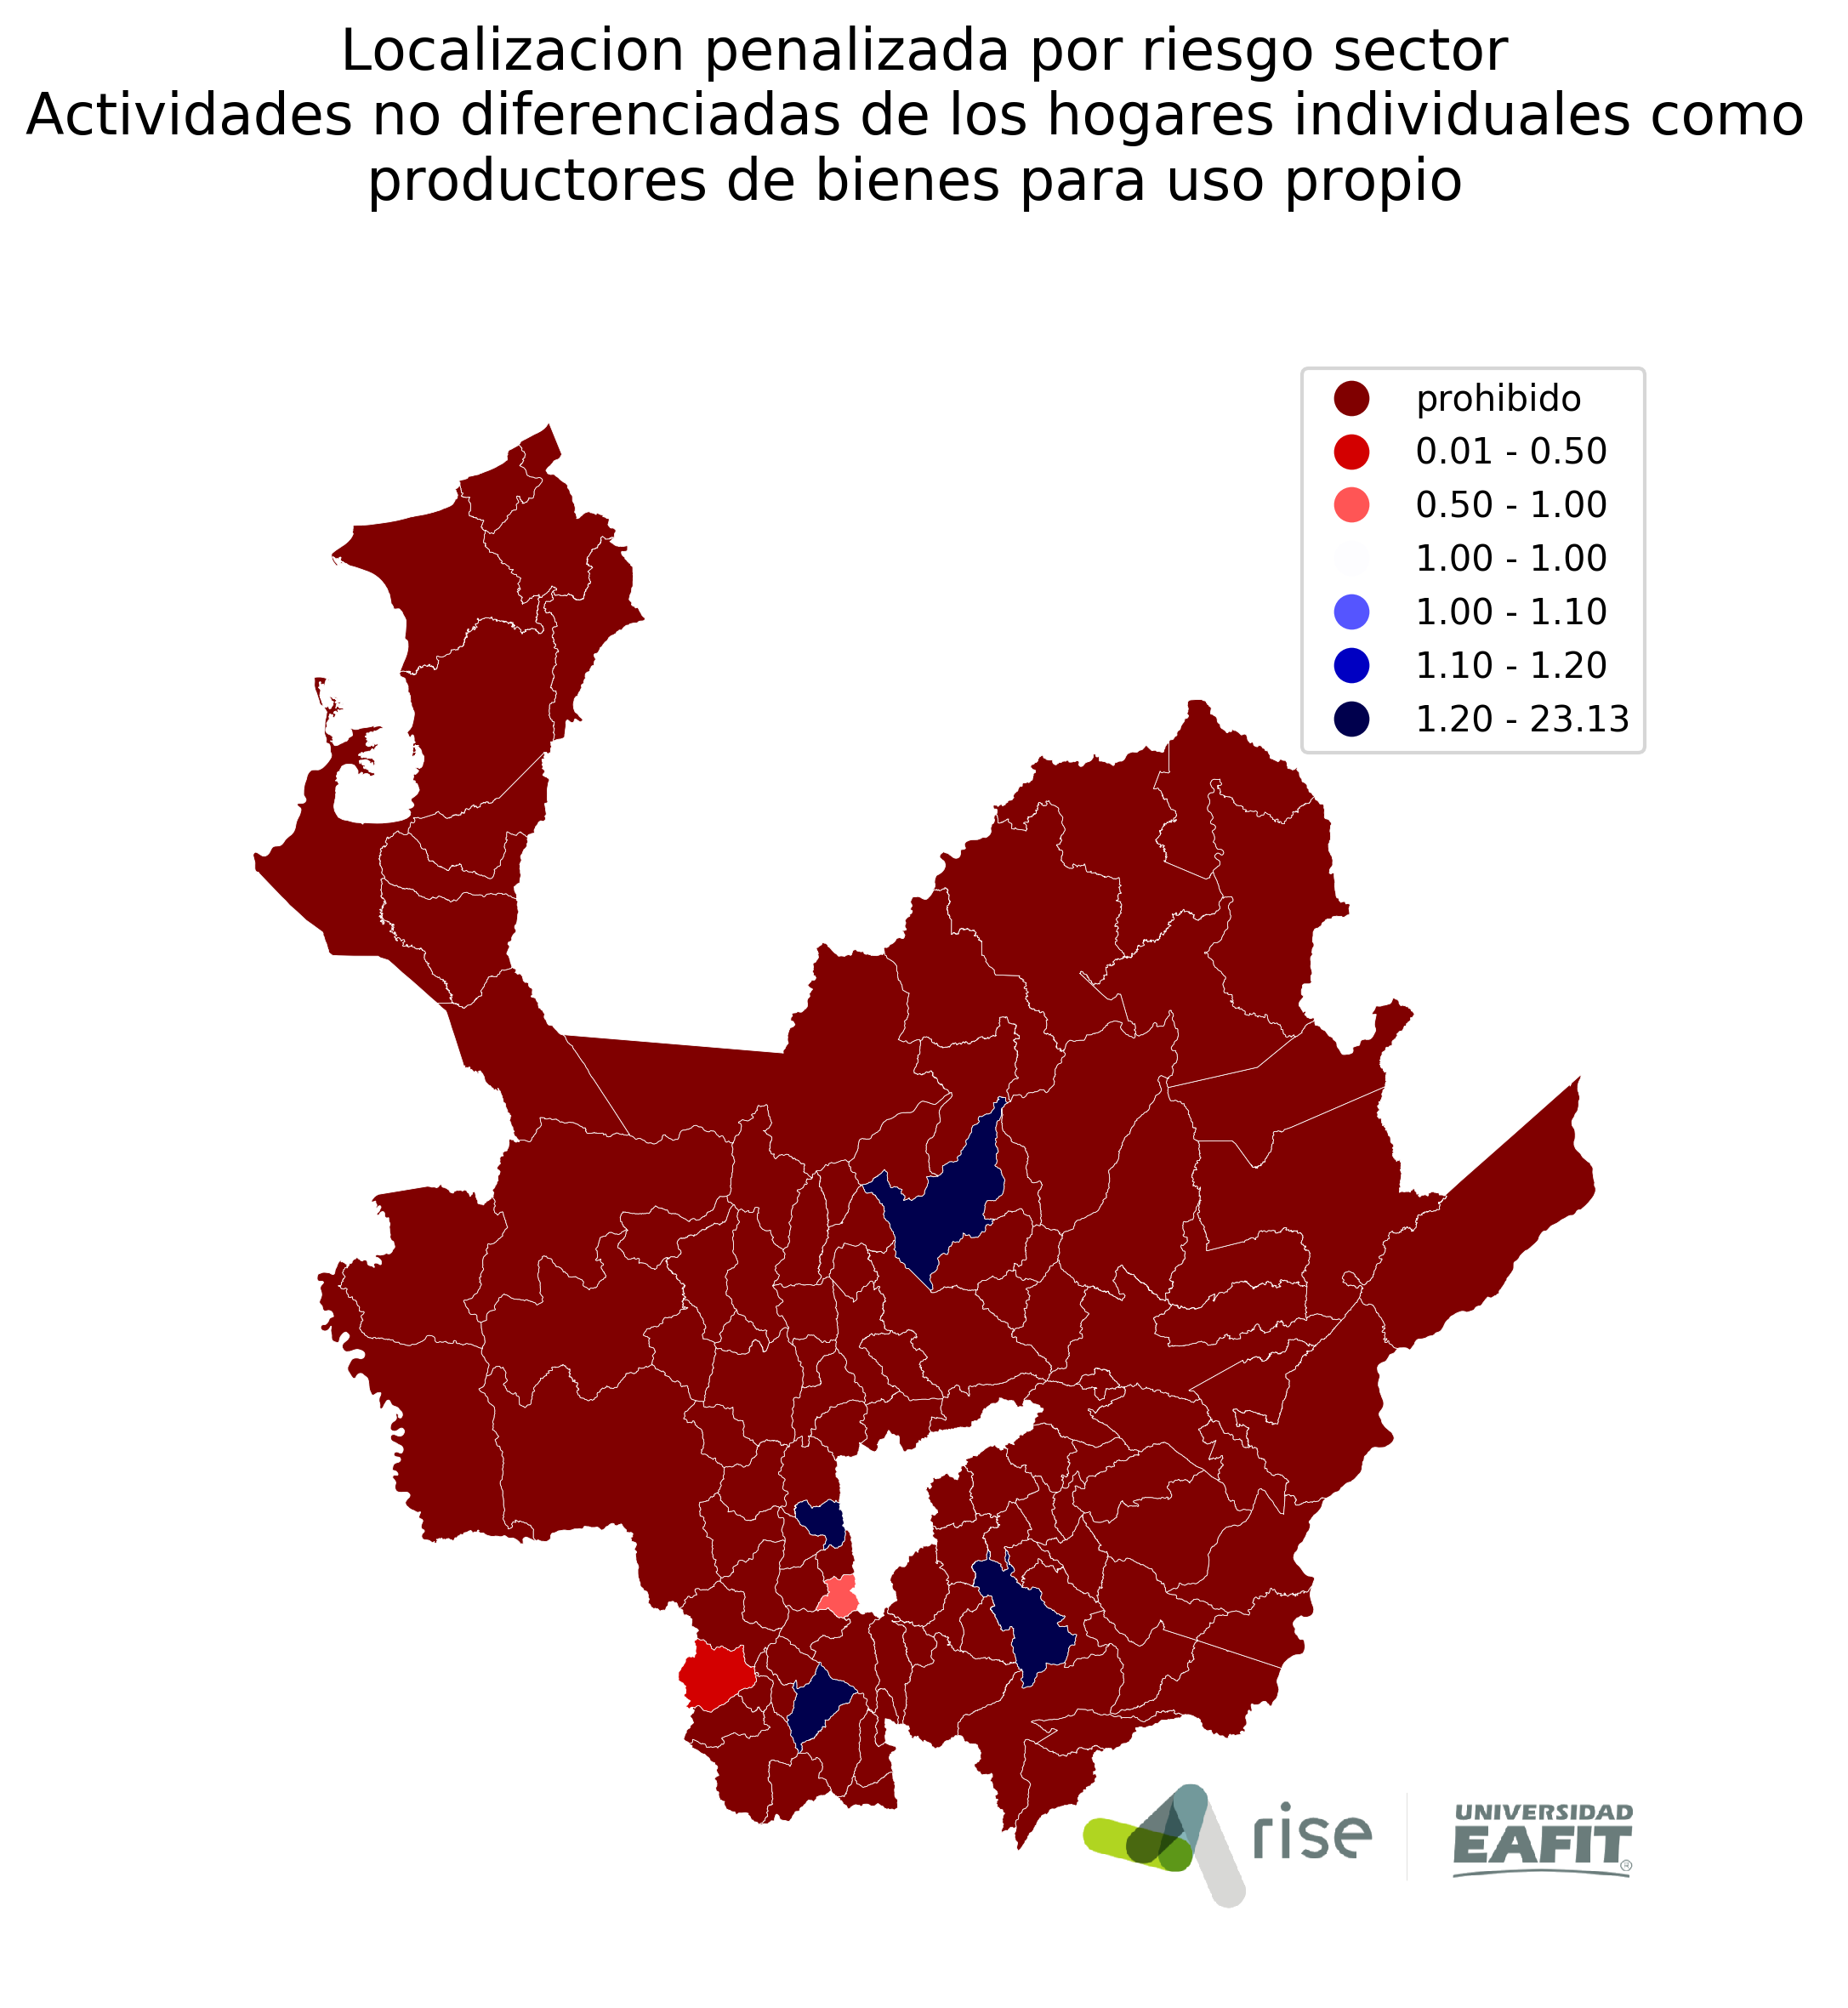 Localizacion penalizada por riesgo sector
Actividades no diferenciadas de los hogares individuales como
productores de bienes para uso propio
prohibido
0.01 - 0.50
0.50 - 1.00
1.00 - 1.00
1.00 - 1.10
1.10 - 1.20
1.20 - 23.13
rise
UNIVERSIDAD
EAFIT®